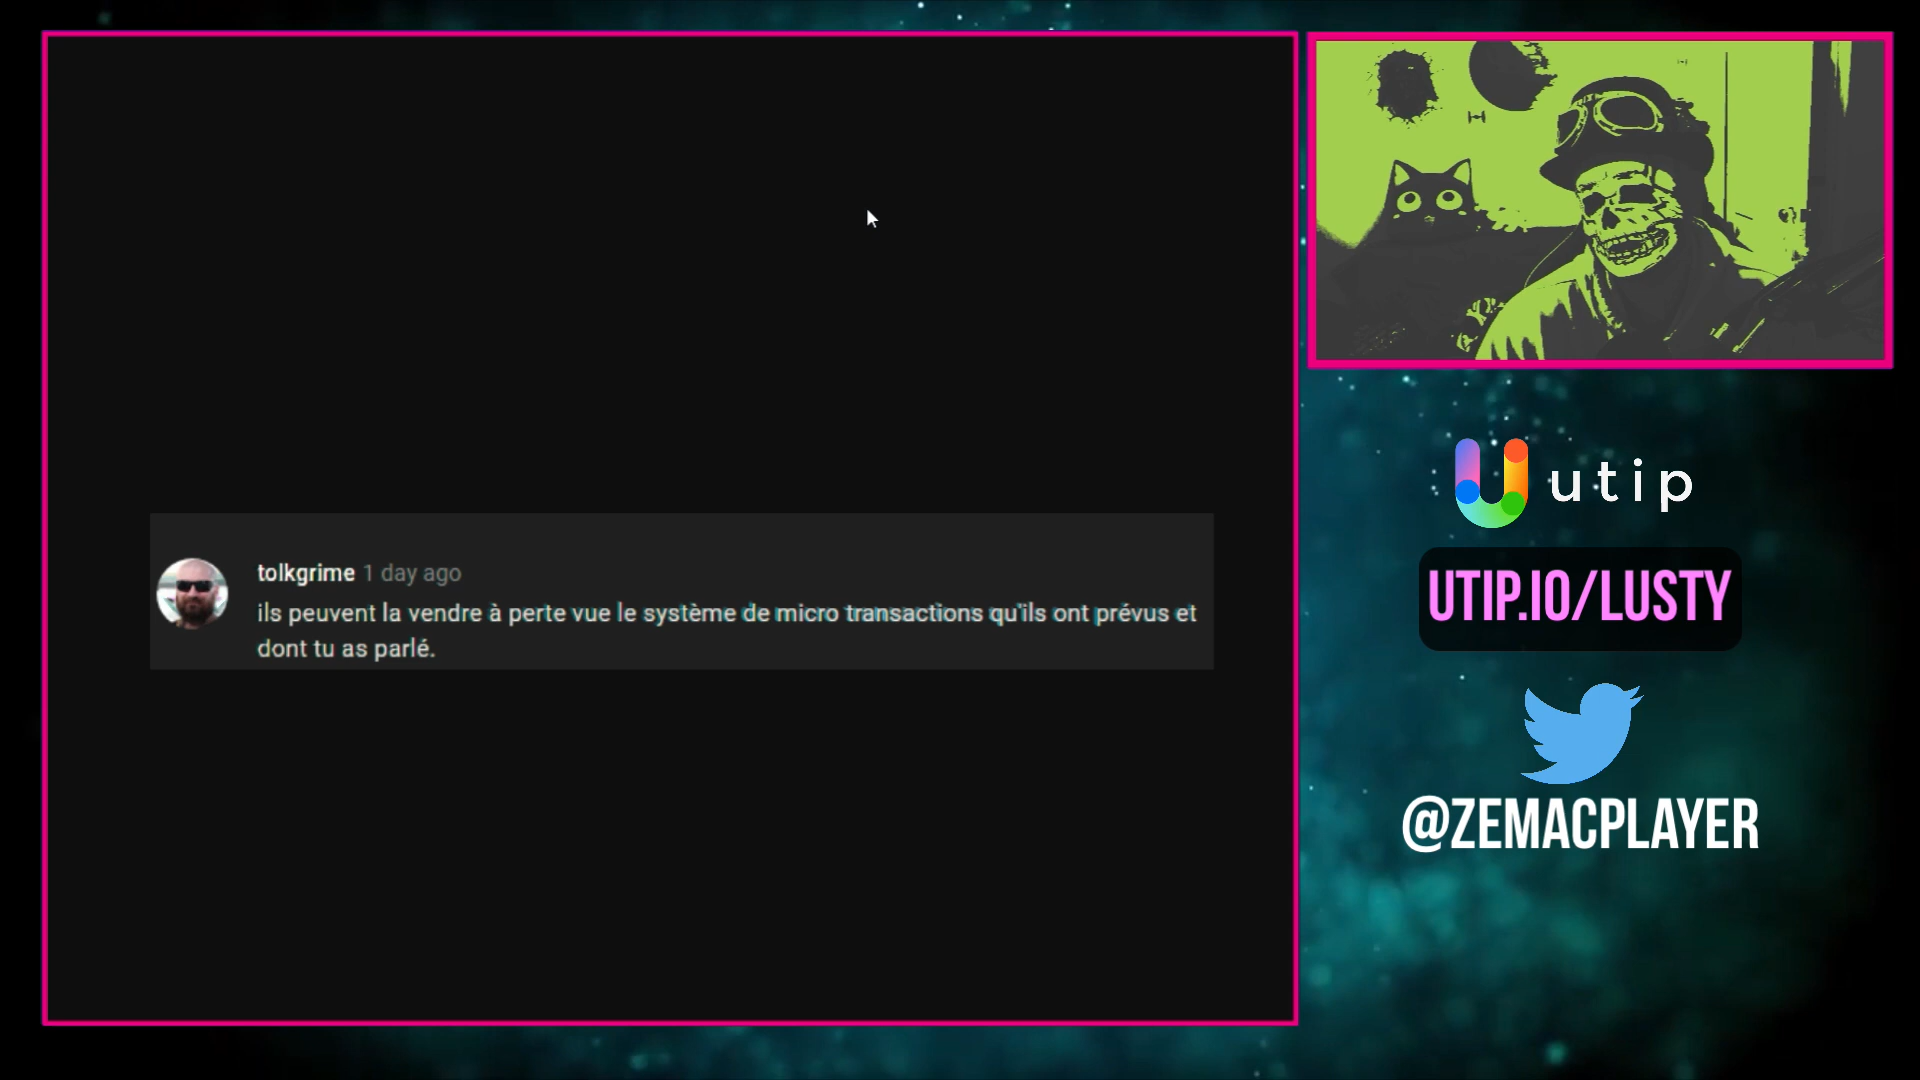 tolkgrime 1 day ago
ils peuvent la vendre à perte vue le système de micro transactions qu'ils ont prévus et
dont tu as parlé.
utip
UTIP.IO/LUSTY
@ZEMACPLAYER